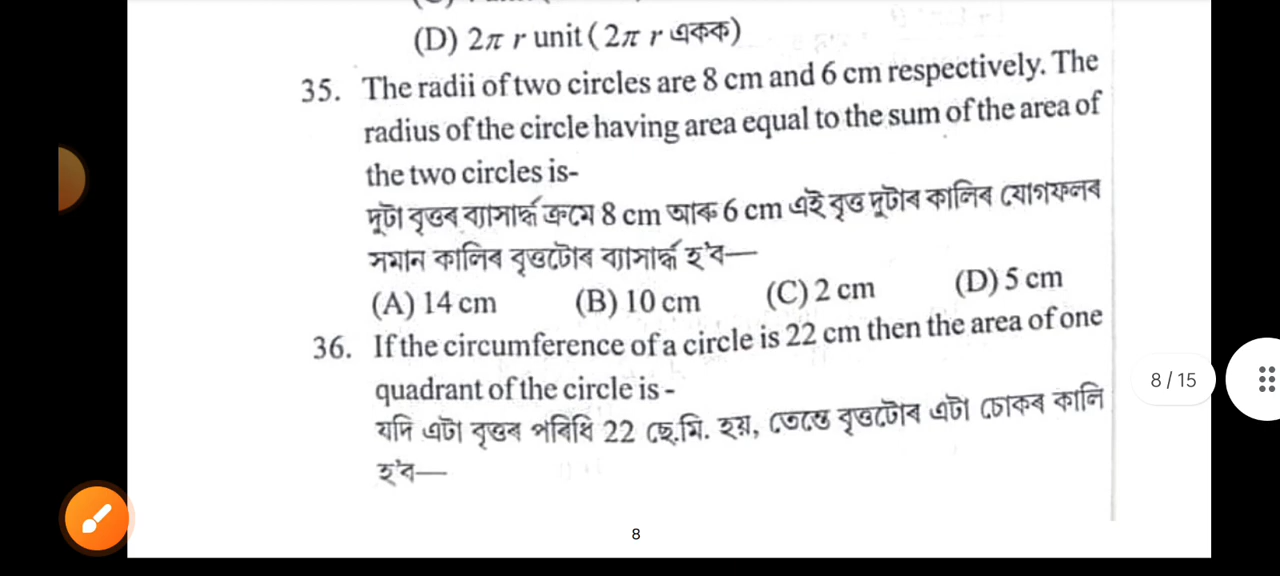 (D) 2π r unit ( 2π r একক)
35. The radii of two circles are 8 cm and 6 cm respectively. The
radius of the circle having area equal to the sum of the area of
the two circles is-
দুটা বৃত্তৰ ব্যাসাৰ্দ্ধ ক্ৰমে 8 cm আৰু 6 cm এই বৃত্ত দুটাৰ কালিৰ যোগফলৰ
সমান কালিৰ বৃত্তটোৰ ব্যাসাৰ্দ্ধ হ'ব—
(A) 14 cm (B) 10 cm (C) 2 cm (D) 5 cm
36. If the circumference of a circle is 22 cm then the area of one
quadrant of the circle is -
যদি এটা বৃত্তৰ পৰিধি 22 ছে.মি. হয়, তেন্তে বৃত্তটোৰ এটা চোকৰ কালি
হ'ব—
8 / 15
8